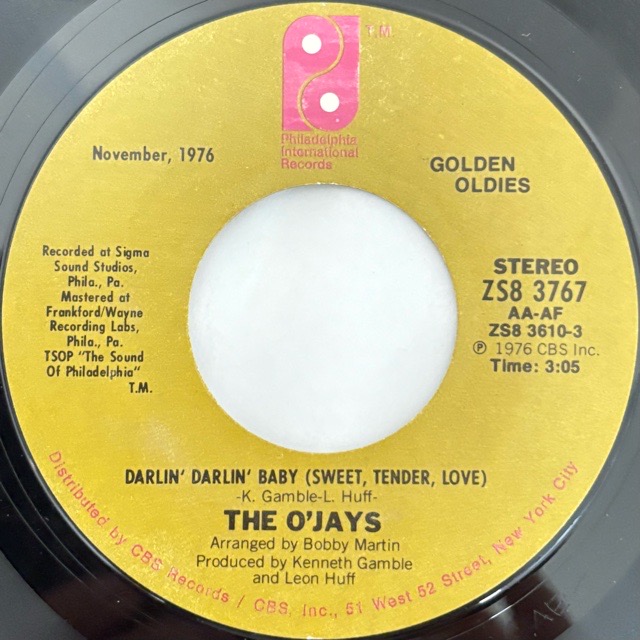 T.M.
Philadelphia
International
Records
November, 1976
GOLDEN
OLDIES
Recorded at Sigma
Sound Studios,
Phila., Pa.
Mastered at
Frankford/Wayne
Recording Labs,
Phila., Pa.
TSOP "The Sound
Of Philadelphia"
T.M.
STEREO
ZS8 3767
AA-AF
ZS8 3610-3
Ⓟ 1976 CBS Inc.
Time: 3:05
DARLIN' DARLIN' BABY (SWEET, TENDER, LOVE)
-K. Gamble-L. Huff-
THE O'JAYS
Arranged by Bobby Martin
Produced by Kenneth Gamble
and Leon Huff
Distributed by CBS Records / CBS, Inc., 51 West 52 Street, New York City